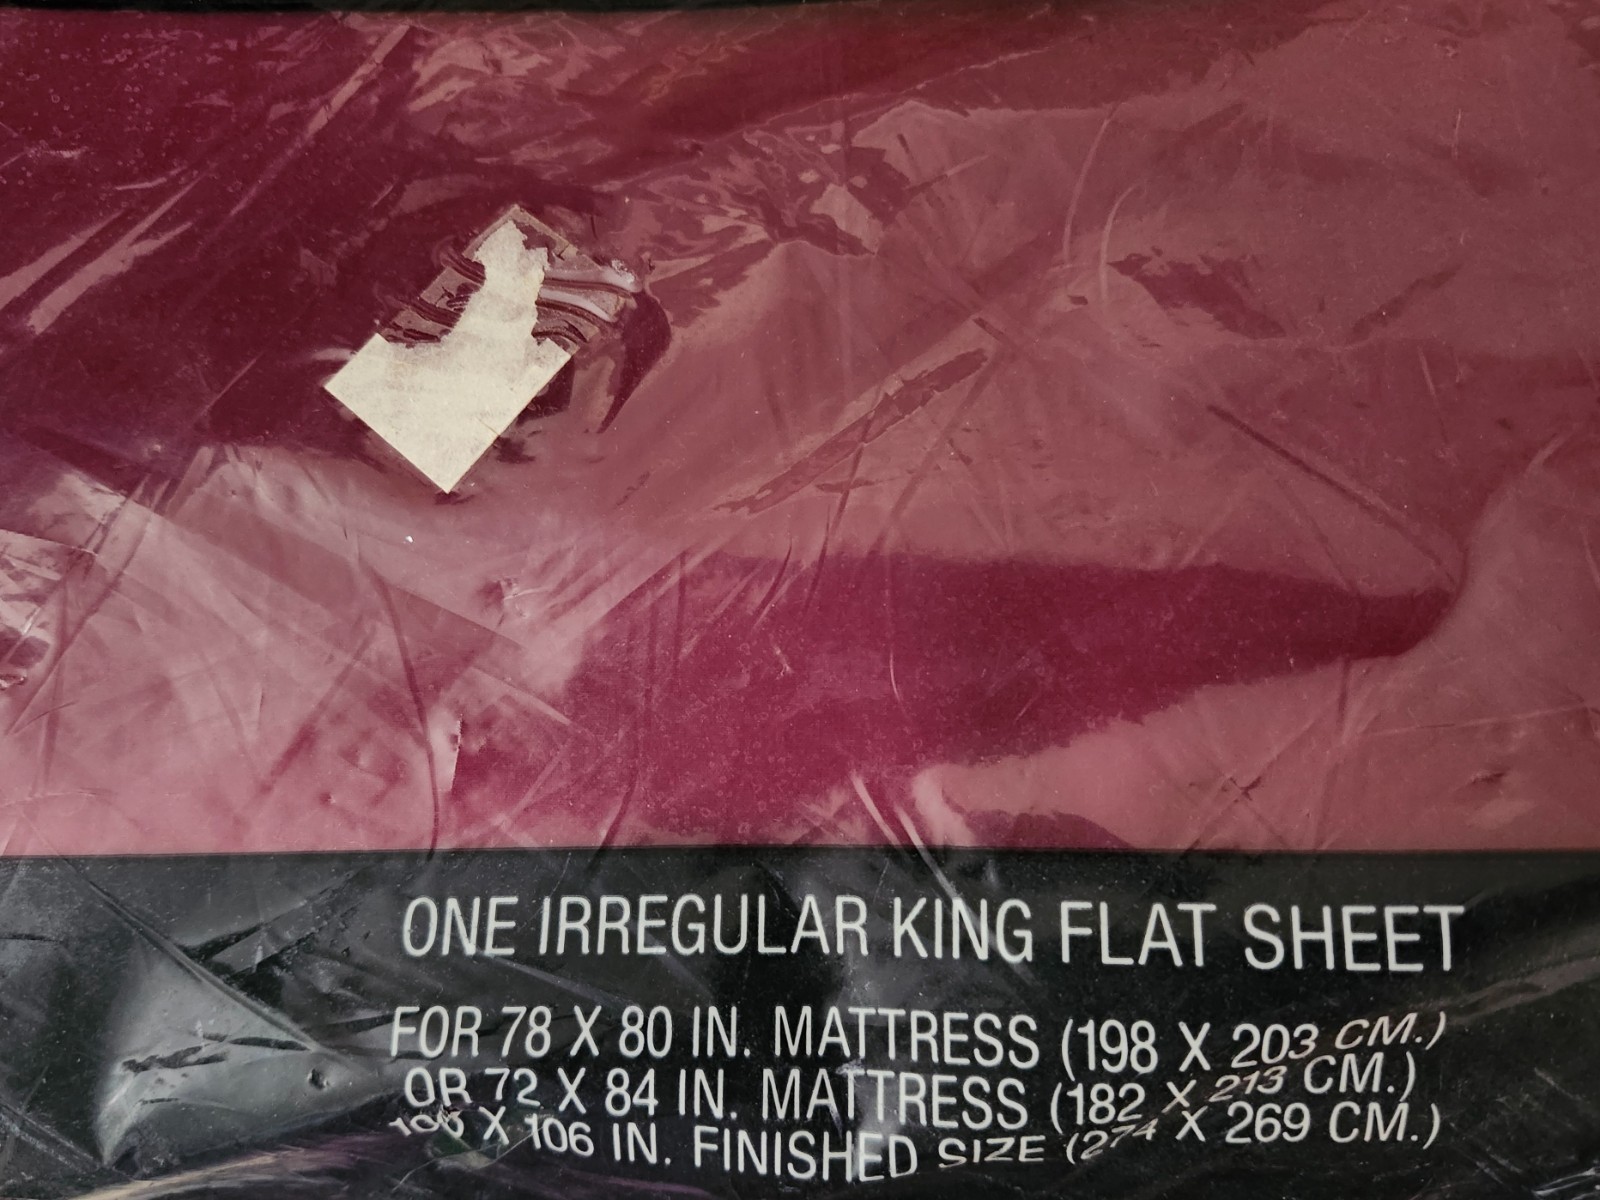 ONE IRREGULAR KING FLAT SHEET
FOR 78 X 80 IN. MATTRESS (198 X 203 CM.)
OR 72 X 84 IN. MATTRESS (182 X 213 CM.)
X 106 IN. FINISHED SIZE (274 X 269 CM.)